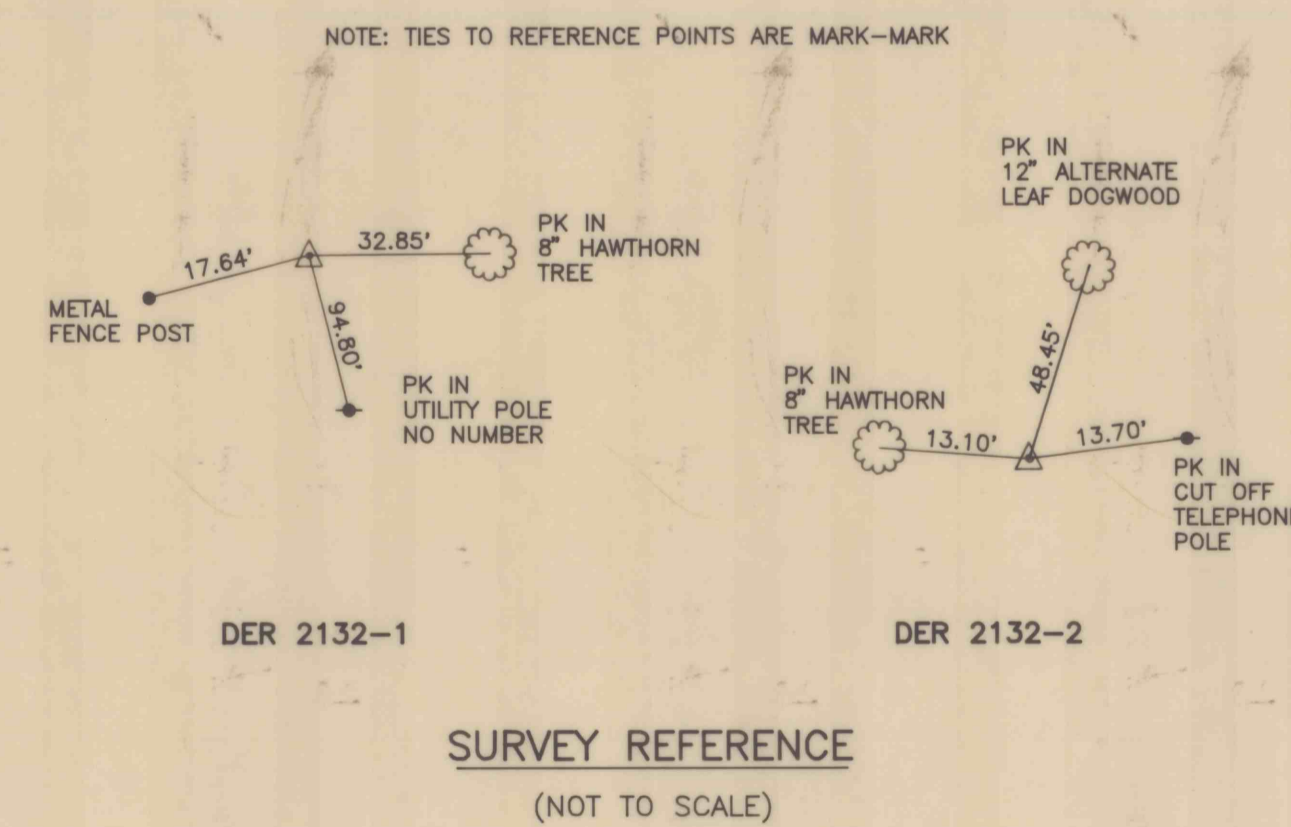 NOTE: TIES TO REFERENCE POINTS ARE MARK-MARK
17.64'
32.85'
94.80'
METAL
FENCE POST
PK IN
8" HAWTHORN
TREE
PK IN
UTILITY POLE
NO NUMBER
DER 2132-1
PK IN
12" ALTERNATE
LEAF DOGWOOD
48.45'
PK IN
8" HAWTHORN
TREE
13.10'
13.70'
PK IN
CUT OFF
TELEPHON
POLE
DER 2132-2
SURVEY REFERENCE
(NOT TO SCALE)